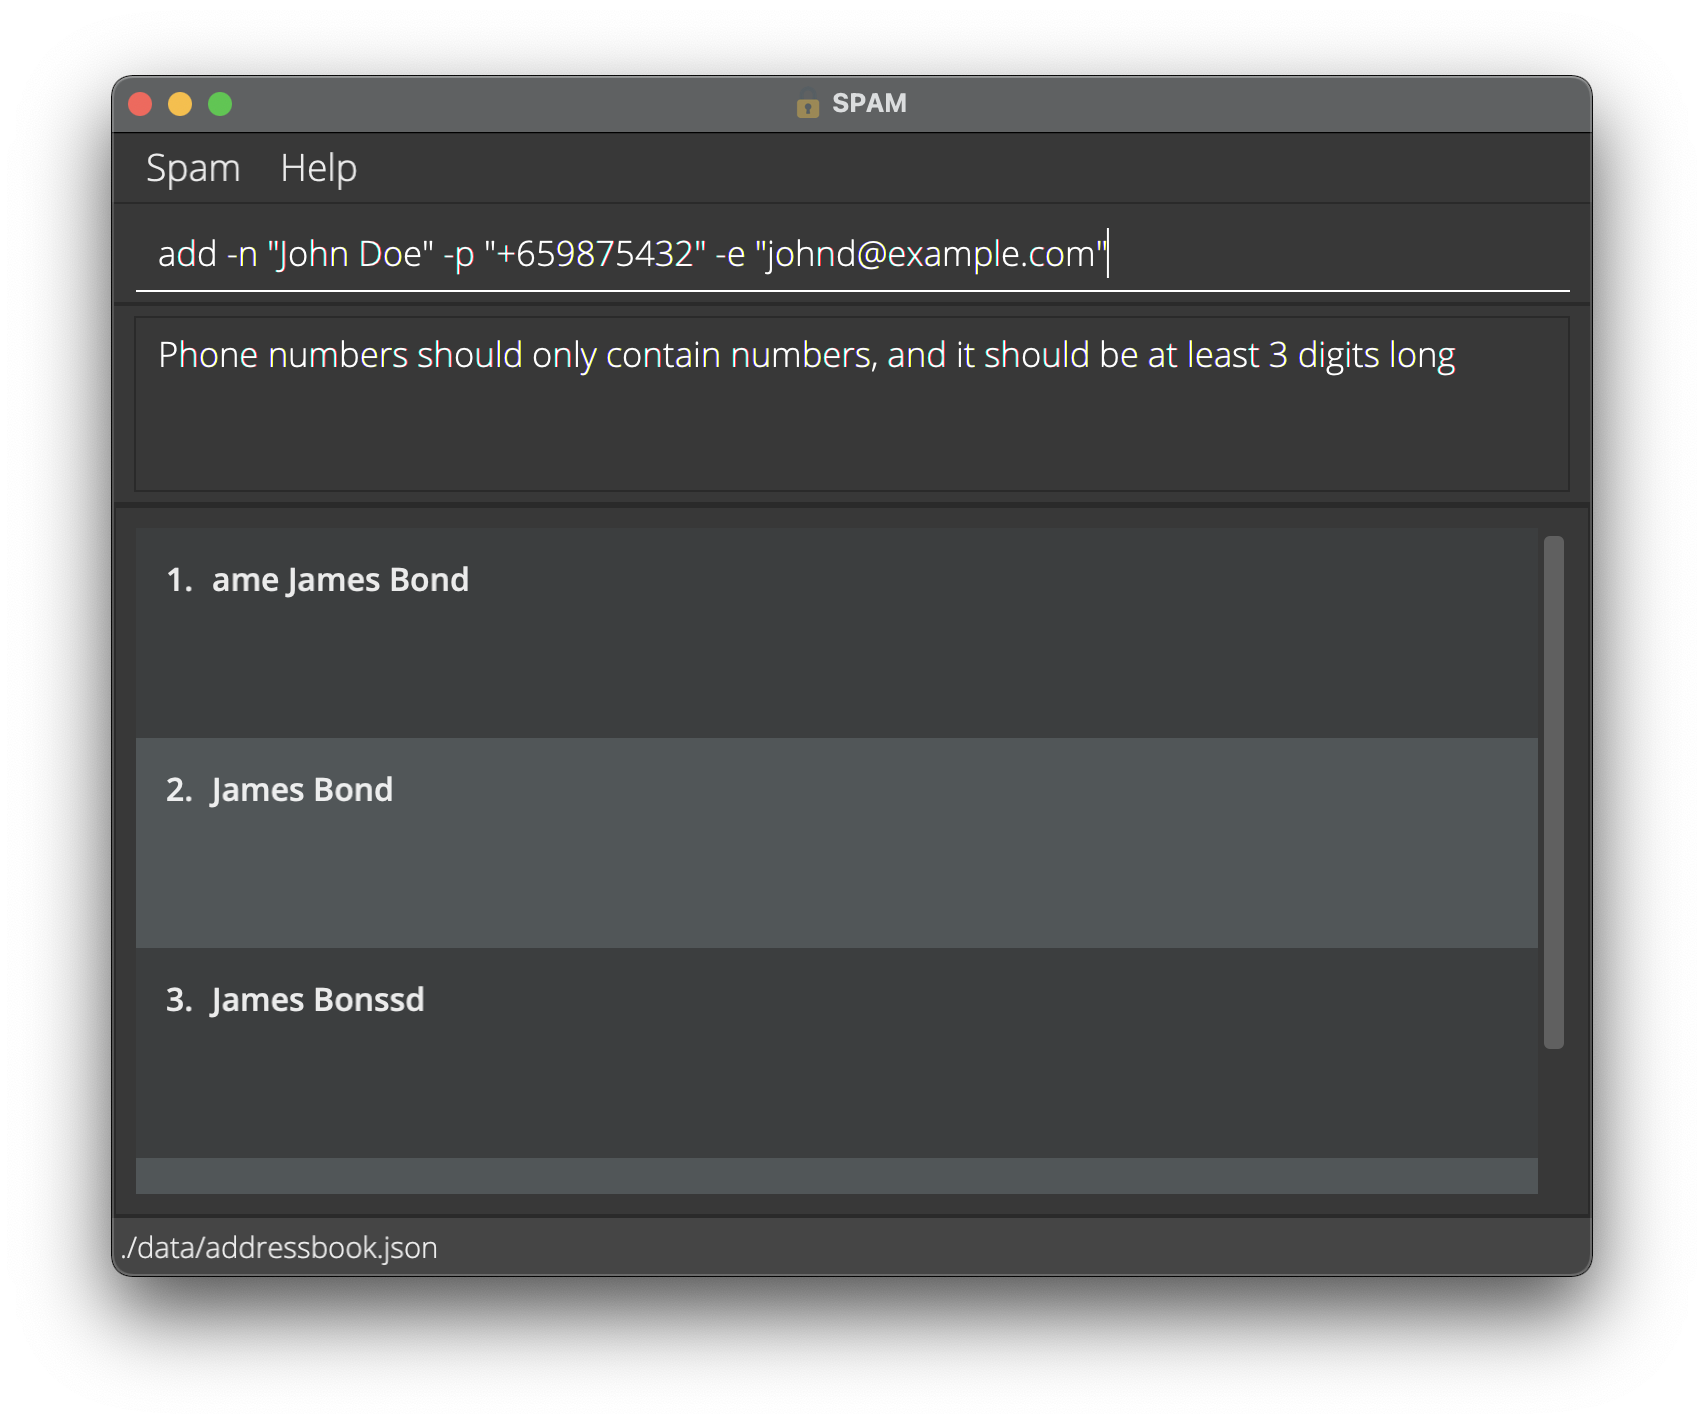 SPAM
Spam Help
add -n "John Doe" -p "+659875432" -e "johnd@example.com"
Phone numbers should only contain numbers, and it should be at least 3 digits long
1. ame James Bond
2. James Bond
3. James Bonssd
./data/addressbook.json